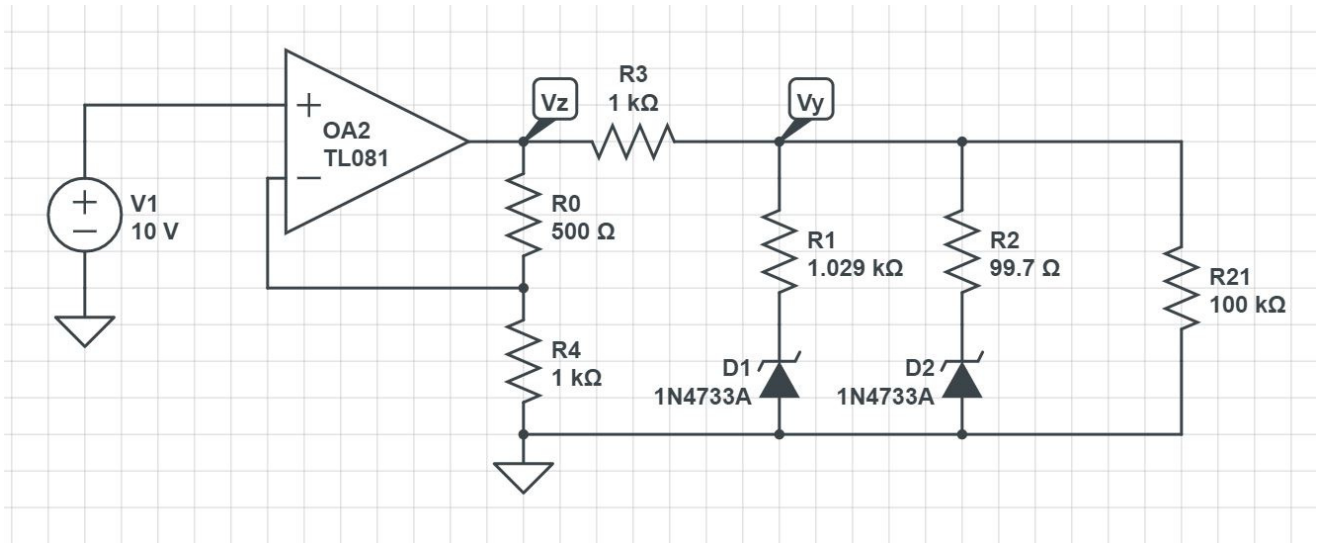 R3
1 kΩ
Vz
Vy
+
OA2
TL081
−
+
−
V1
10 V
R0
500 Ω
R1
1.029 kΩ
R2
99.7 Ω
R21
100 kΩ
R4
1 kΩ
D1
1N4733A
D2
1N4733A